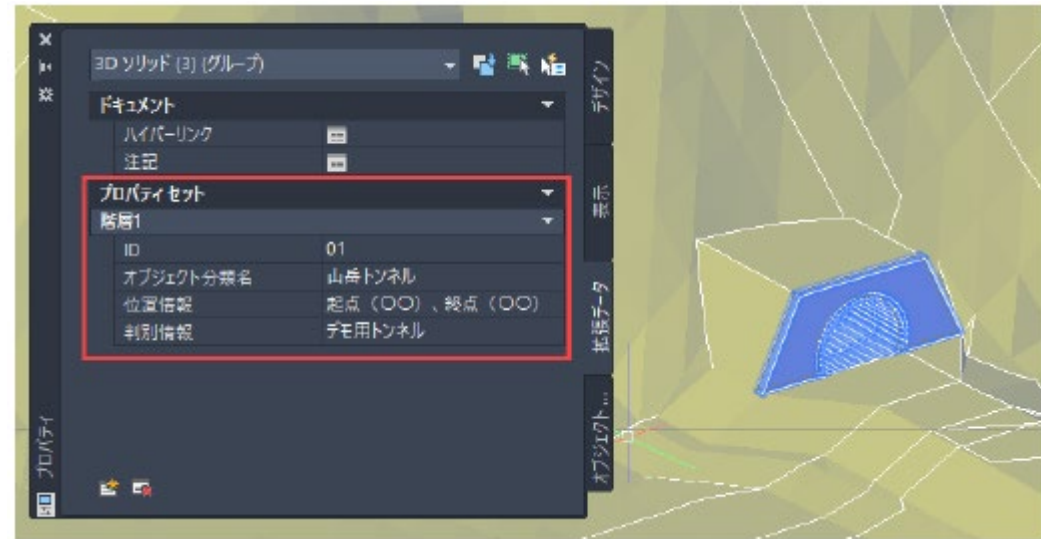 3D ソリッド (3) (グループ)
ドキュメント
ハイパーリンク
注記
プロパティ セット
階層1
ID 01
オブジェクト分類名 山岳トンネル
位置情報 起点（〇〇）、終点（〇〇）
判別情報 デモ用トンネル
デザイン
表示
拡張データ
オブジェクト...
プロパティ